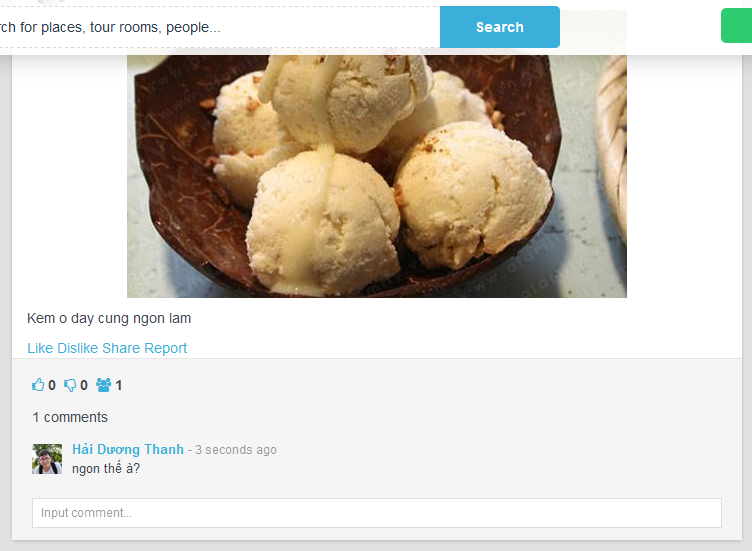 rch for places, tour rooms, people...
Search
Kem o day cung ngon lam
Like Dislike Share Report
0 0 1
1 comments
Hải Dương Thanh - 3 seconds ago
ngon thế à?
Input comment...